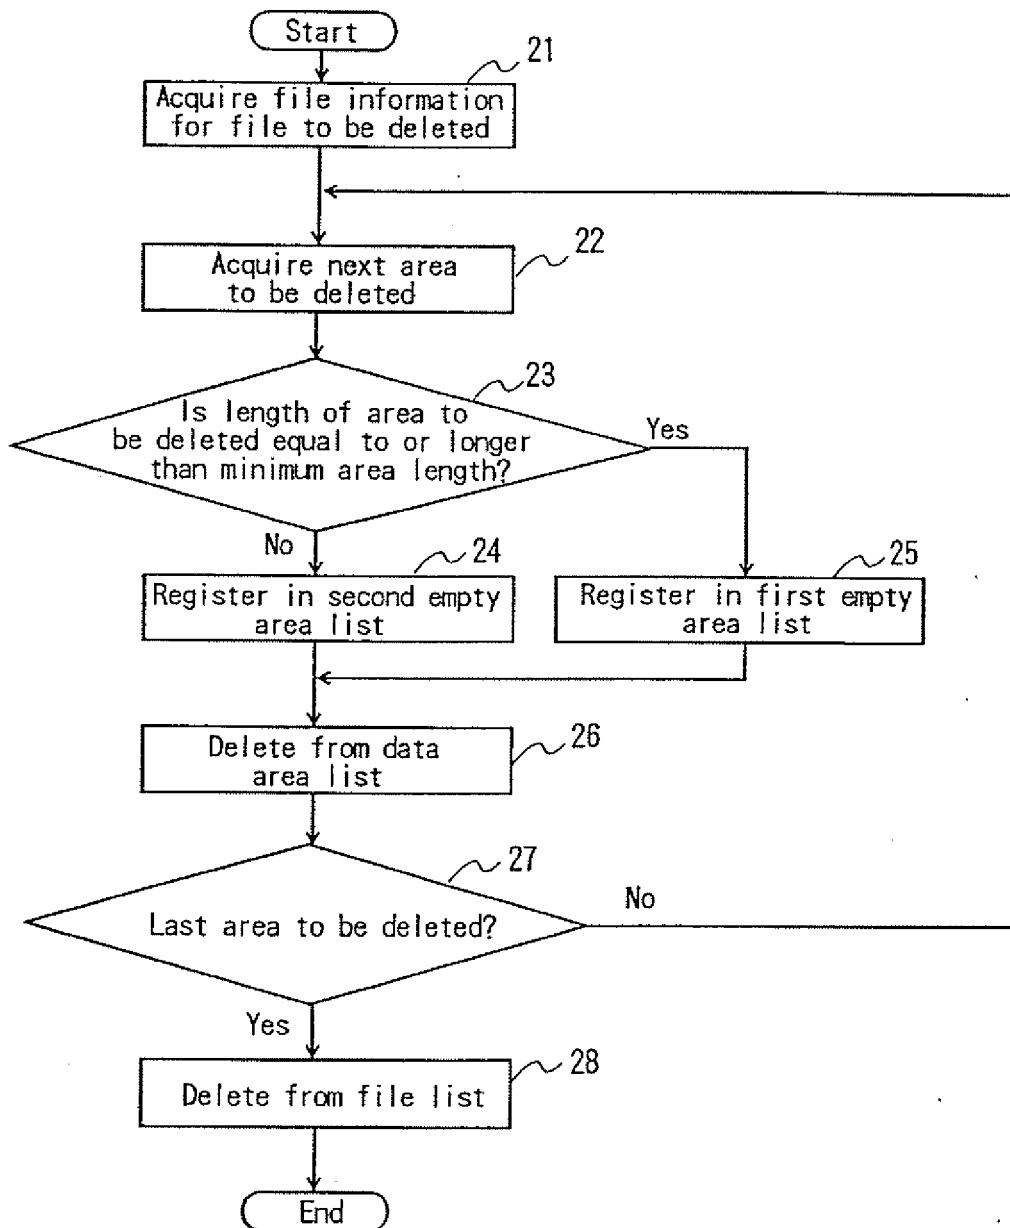 Start
21
Acquire file information
for file to be deleted
22
Acquire next area
to be deleted
23
Is length of area to
be deleted equal to or longer
than minimum area length?
Yes
No
24
25
Register in second empty
area list
Register in first empty
area list
26
Delete from data
area list
27
No
Last area to be deleted?
Yes
28
Delete from file list
End